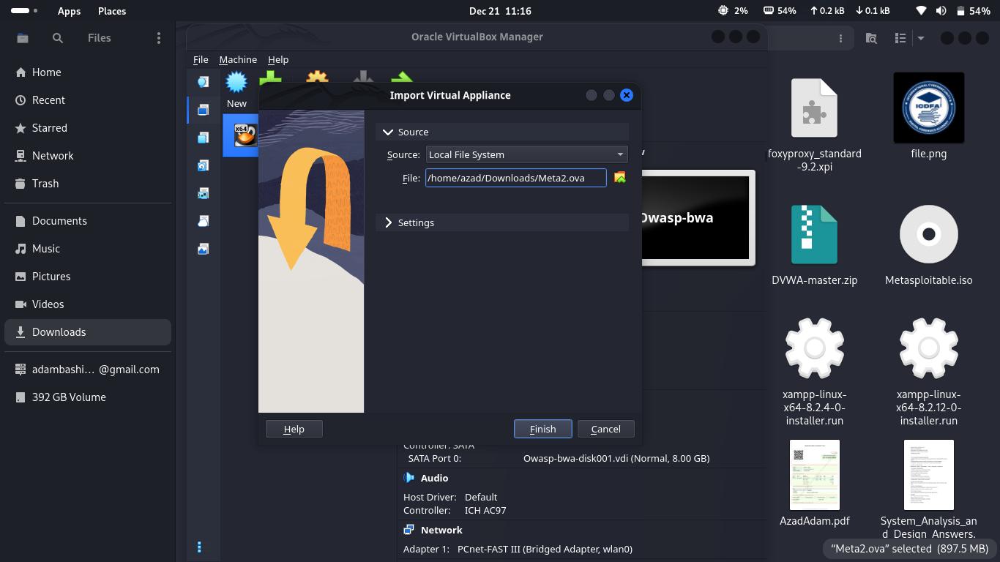 Apps Places Dec 21 11:16 2% 54% 0.2 kB 0.1 kB 54%
Files
Home
Recent
Starred
Network
Trash
Documents
Music
Pictures
Videos
Downloads
adambashi… @gmail.com
392 GB Volume
Oracle VirtualBox Manager
File Machine Help
New
x64
Import Virtual Appliance
Source
Source: Local File System
File: /home/azad/Downloads/Meta2.ova
Settings
Help Finish Cancel
Owasp-bwa
SATA Port 0: Owasp-bwa-disk001.vdi (Normal, 8.00 GB)
Audio
Default
ICH AC97
Network
Adapter 1: PCnet-FAST III (Bridged Adapter, wlan0)
foxyproxy_standard
-9.2.xpi
ICDFA
file.png
DVWA-master.zip
Metasploitable.iso
xampp-linux-
x64-8.2.4-0-
installer.run
xampp-linux-
x64-8.2.12-0-
installer.run
AzadAdam.pdf
System_Analysis_an
d_Design_Answers.
“Meta2.ova” selected (897.5 MB)